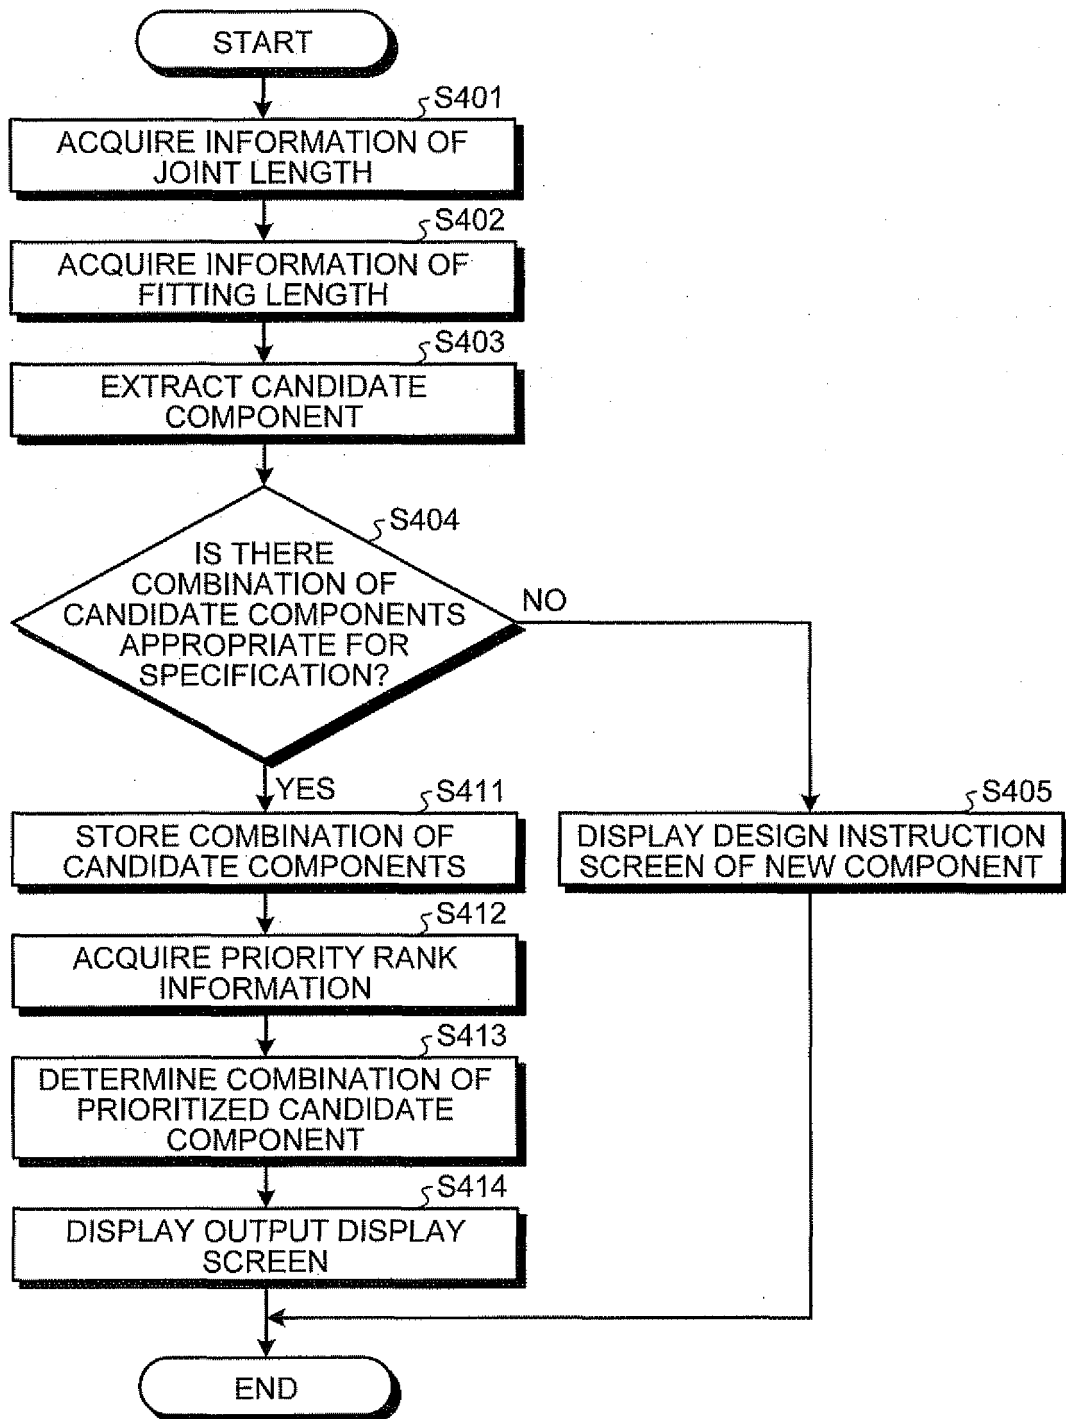 START
S401
ACQUIRE INFORMATION OF
JOINT LENGTH
S402
ACQUIRE INFORMATION OF
FITTING LENGTH
S403
EXTRACT CANDIDATE
COMPONENT
S404
IS THERE
COMBINATION OF
CANDIDATE COMPONENTS
APPROPRIATE FOR
SPECIFICATION?
NO
YES
S411
STORE COMBINATION OF
CANDIDATE COMPONENTS
S405
DISPLAY DESIGN INSTRUCTION
SCREEN OF NEW COMPONENT
S412
ACQUIRE PRIORITY RANK
INFORMATION
S413
DETERMINE COMBINATION OF
PRIORITIZED CANDIDATE
COMPONENT
S414
DISPLAY OUTPUT DISPLAY
SCREEN
END